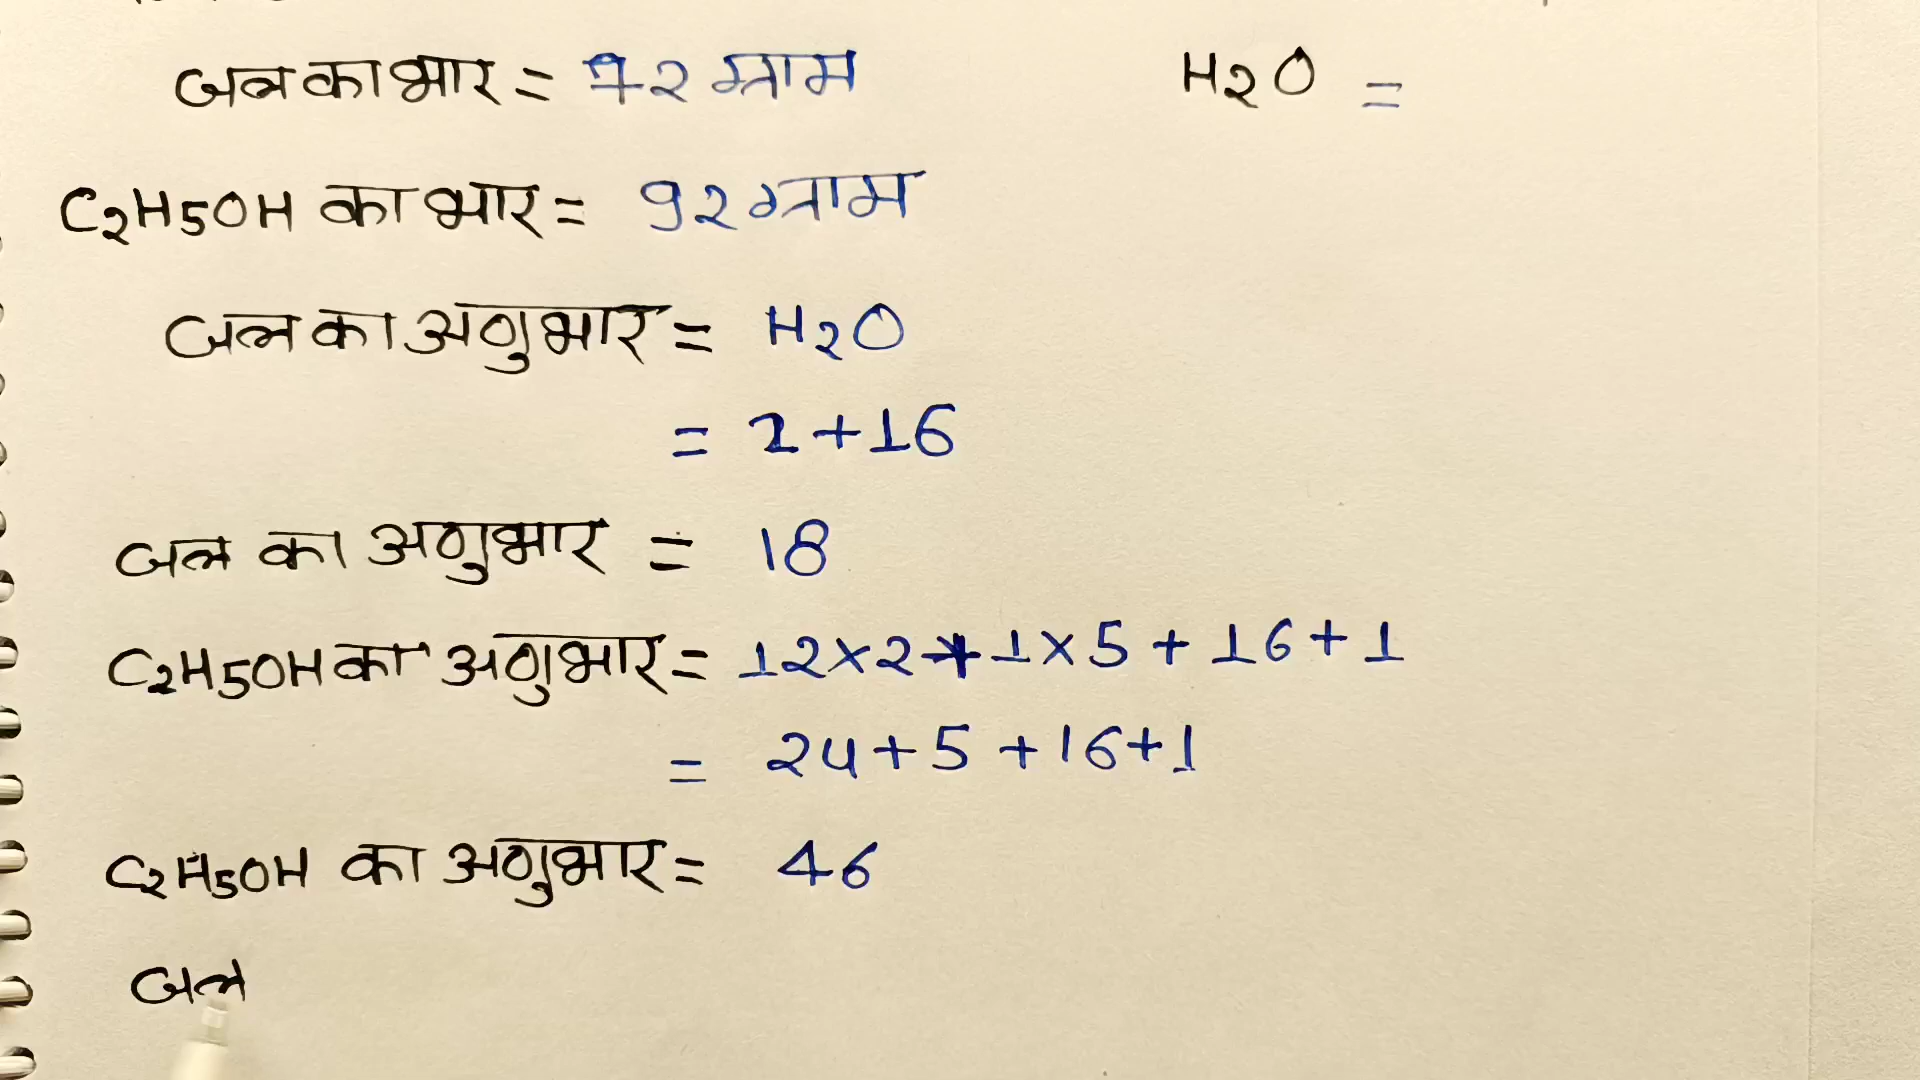 जल का भार = 72 ग्राम H2O =
C2H5OH का भार = 92 ग्राम
जल का अणुभार = H2O
= 2+16
जल का अणुभार = 18
C2H5OH का अणुभार = 12×2+1×5+16+1
= 24+5+16+1
C2H5OH का अणुभार = 46
जल